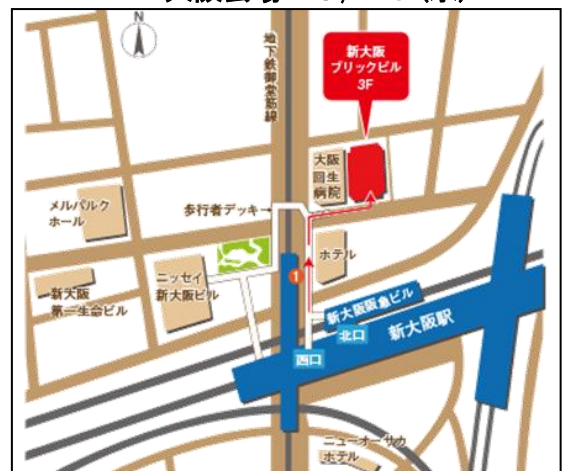 N
地下鉄御堂筋線
新大阪
ブリックビル
3F
大阪
回生
病院
メルパルク
ホール
歩行者デッキ→
ホテル
ニッセイ
新大阪ビル
1
新大阪
第一生命ビル
新大阪阪急ビル
北口
新大阪駅
西口
ニューオーサカ
ホテル